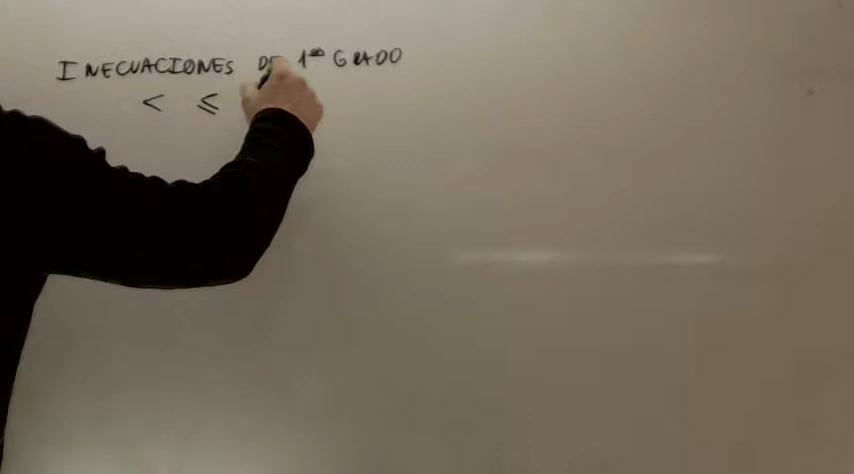 INECUACIONES DE 1er GRADO
< ≤